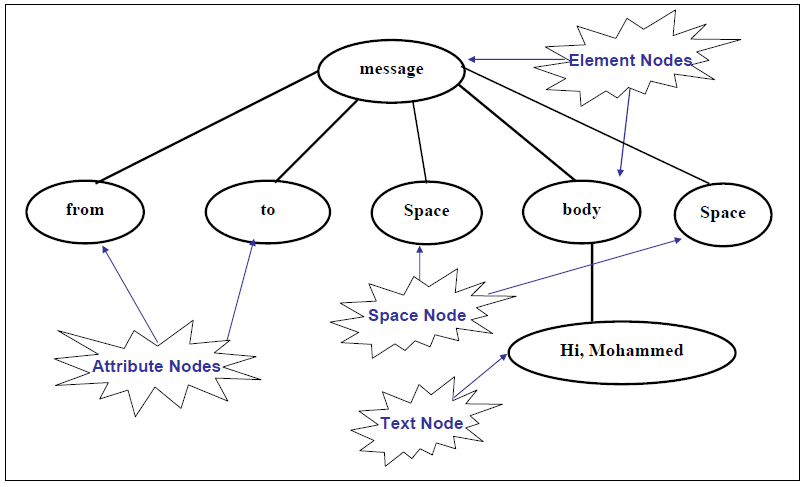 message
Element Nodes
from
to
Space
body
Space
Space Node
Hi, Mohammed
Attribute Nodes
Text Node